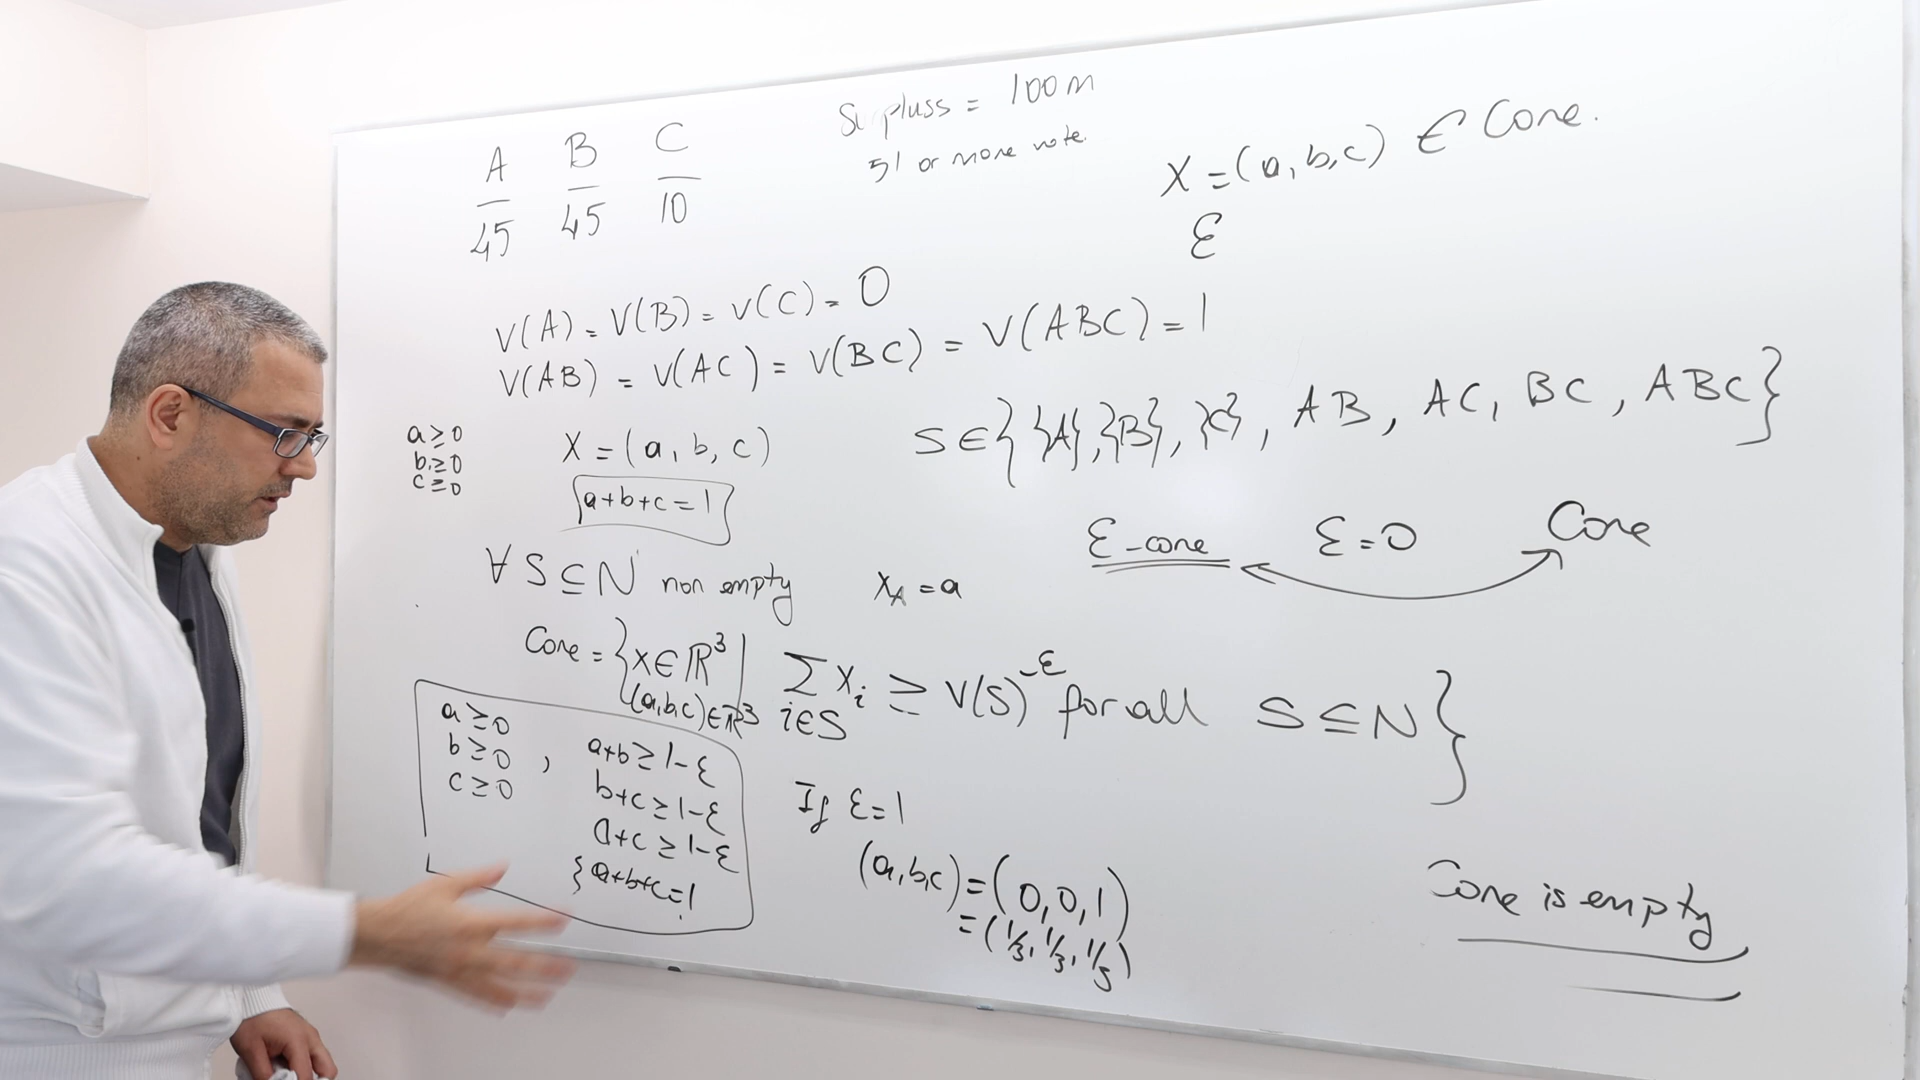 A B C
45 45 10
Surpluss = 100m
51 or more vote.
X = (a, b, c) ∈ Core.
ε
V(A) = V(B) = V(C) = 0
V(AB) = V(AC) = V(BC) = V(ABC) = 1
a ≥ 0
b ≥ 0
c ≥ 0
X = (a, b, c)
a+b+c = 1
S ∈ { {A}, {B}, {C}, AB, AC, BC, ABC }
ε-core ε = 0 Core
∀ S ⊆ N non empty
X_A = a
Core = { x ∈ ℝ³ | Σ x_i ≥ V(S) -ε for all S ⊆ N }
(a,b,c) ∈ ℝ³ i∈S
a ≥ 0
b ≥ 0
c ≥ 0
,
a+b ≥ 1-ε
b+c ≥ 1-ε
a+c ≥ 1-ε
{ a+b+c = 1
If ε = 1
(a,b,c) = (0, 0, 1)
= (1/3, 1/3, 1/3)
Core is empty